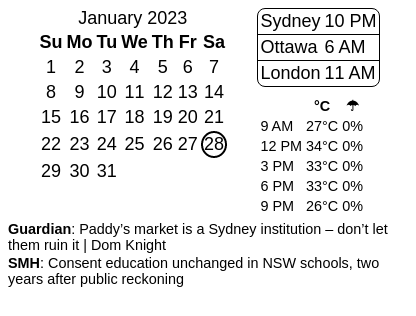 January 2023
Su Mo Tu We Th Fr Sa
1 2 3 4 5 6 7
8 9 10 11 12 13 14
15 16 17 18 19 20 21
22 23 24 25 26 27 28
29 30 31
Sydney 10 PM
Ottawa 6 AM
London 11 AM
°C ☂
9 AM 27°C 0%
12 PM 34°C 0%
3 PM 33°C 0%
6 PM 33°C 0%
9 PM 26°C 0%
Guardian: Paddy’s market is a Sydney institution – don’t let
them ruin it | Dom Knight
SMH: Consent education unchanged in NSW schools, two
years after public reckoning